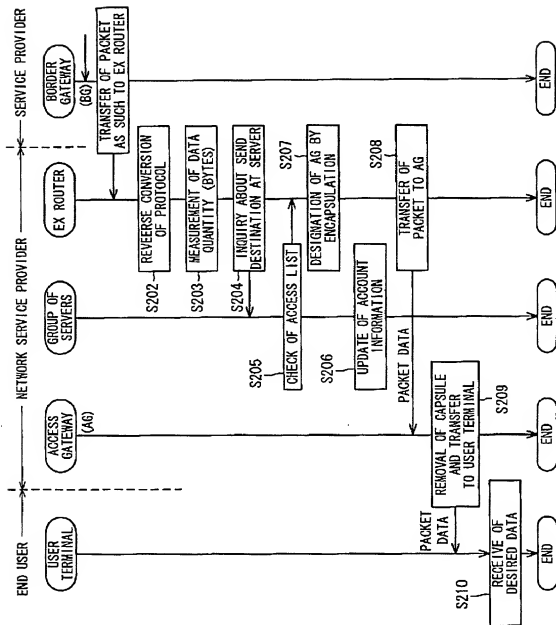 END USER
NETWORK SERVICE PROVIDER
SERVICE PROVIDER
USER
TERMINAL
ACCESS
GATEWAY
(AG)
GROUP OF
SERVERS
EX ROUTER
BORDER
GATEWAY
(BG)
TRANSFER OF PACKET
AS SUCH TO EX ROUTER
REVEERSE CONVERSION
OF PROTOCOL
S202
MEASUREMENT OF DATA
QUANTITY (BYTES)
S203
INQUIRY ABOUT SEND
DESTINATION AT SERVER
S204
CHECK OF ACCESS LIST
S205
S207
DESIGNATION OF AG BY
ENCAPSULATION
UPDATE OF ACCOUNT
INFORMATION
S206
S208
TRANSFER OF
PACKET TO AG
PACKET DATA
REMOVAL OF CAPSULE
AND TRANSFER
TO USER TERMINAL
S209
PACKET
DATA
RECEIVE OF
DESIRED DATA
S210
END
END
END
END
END